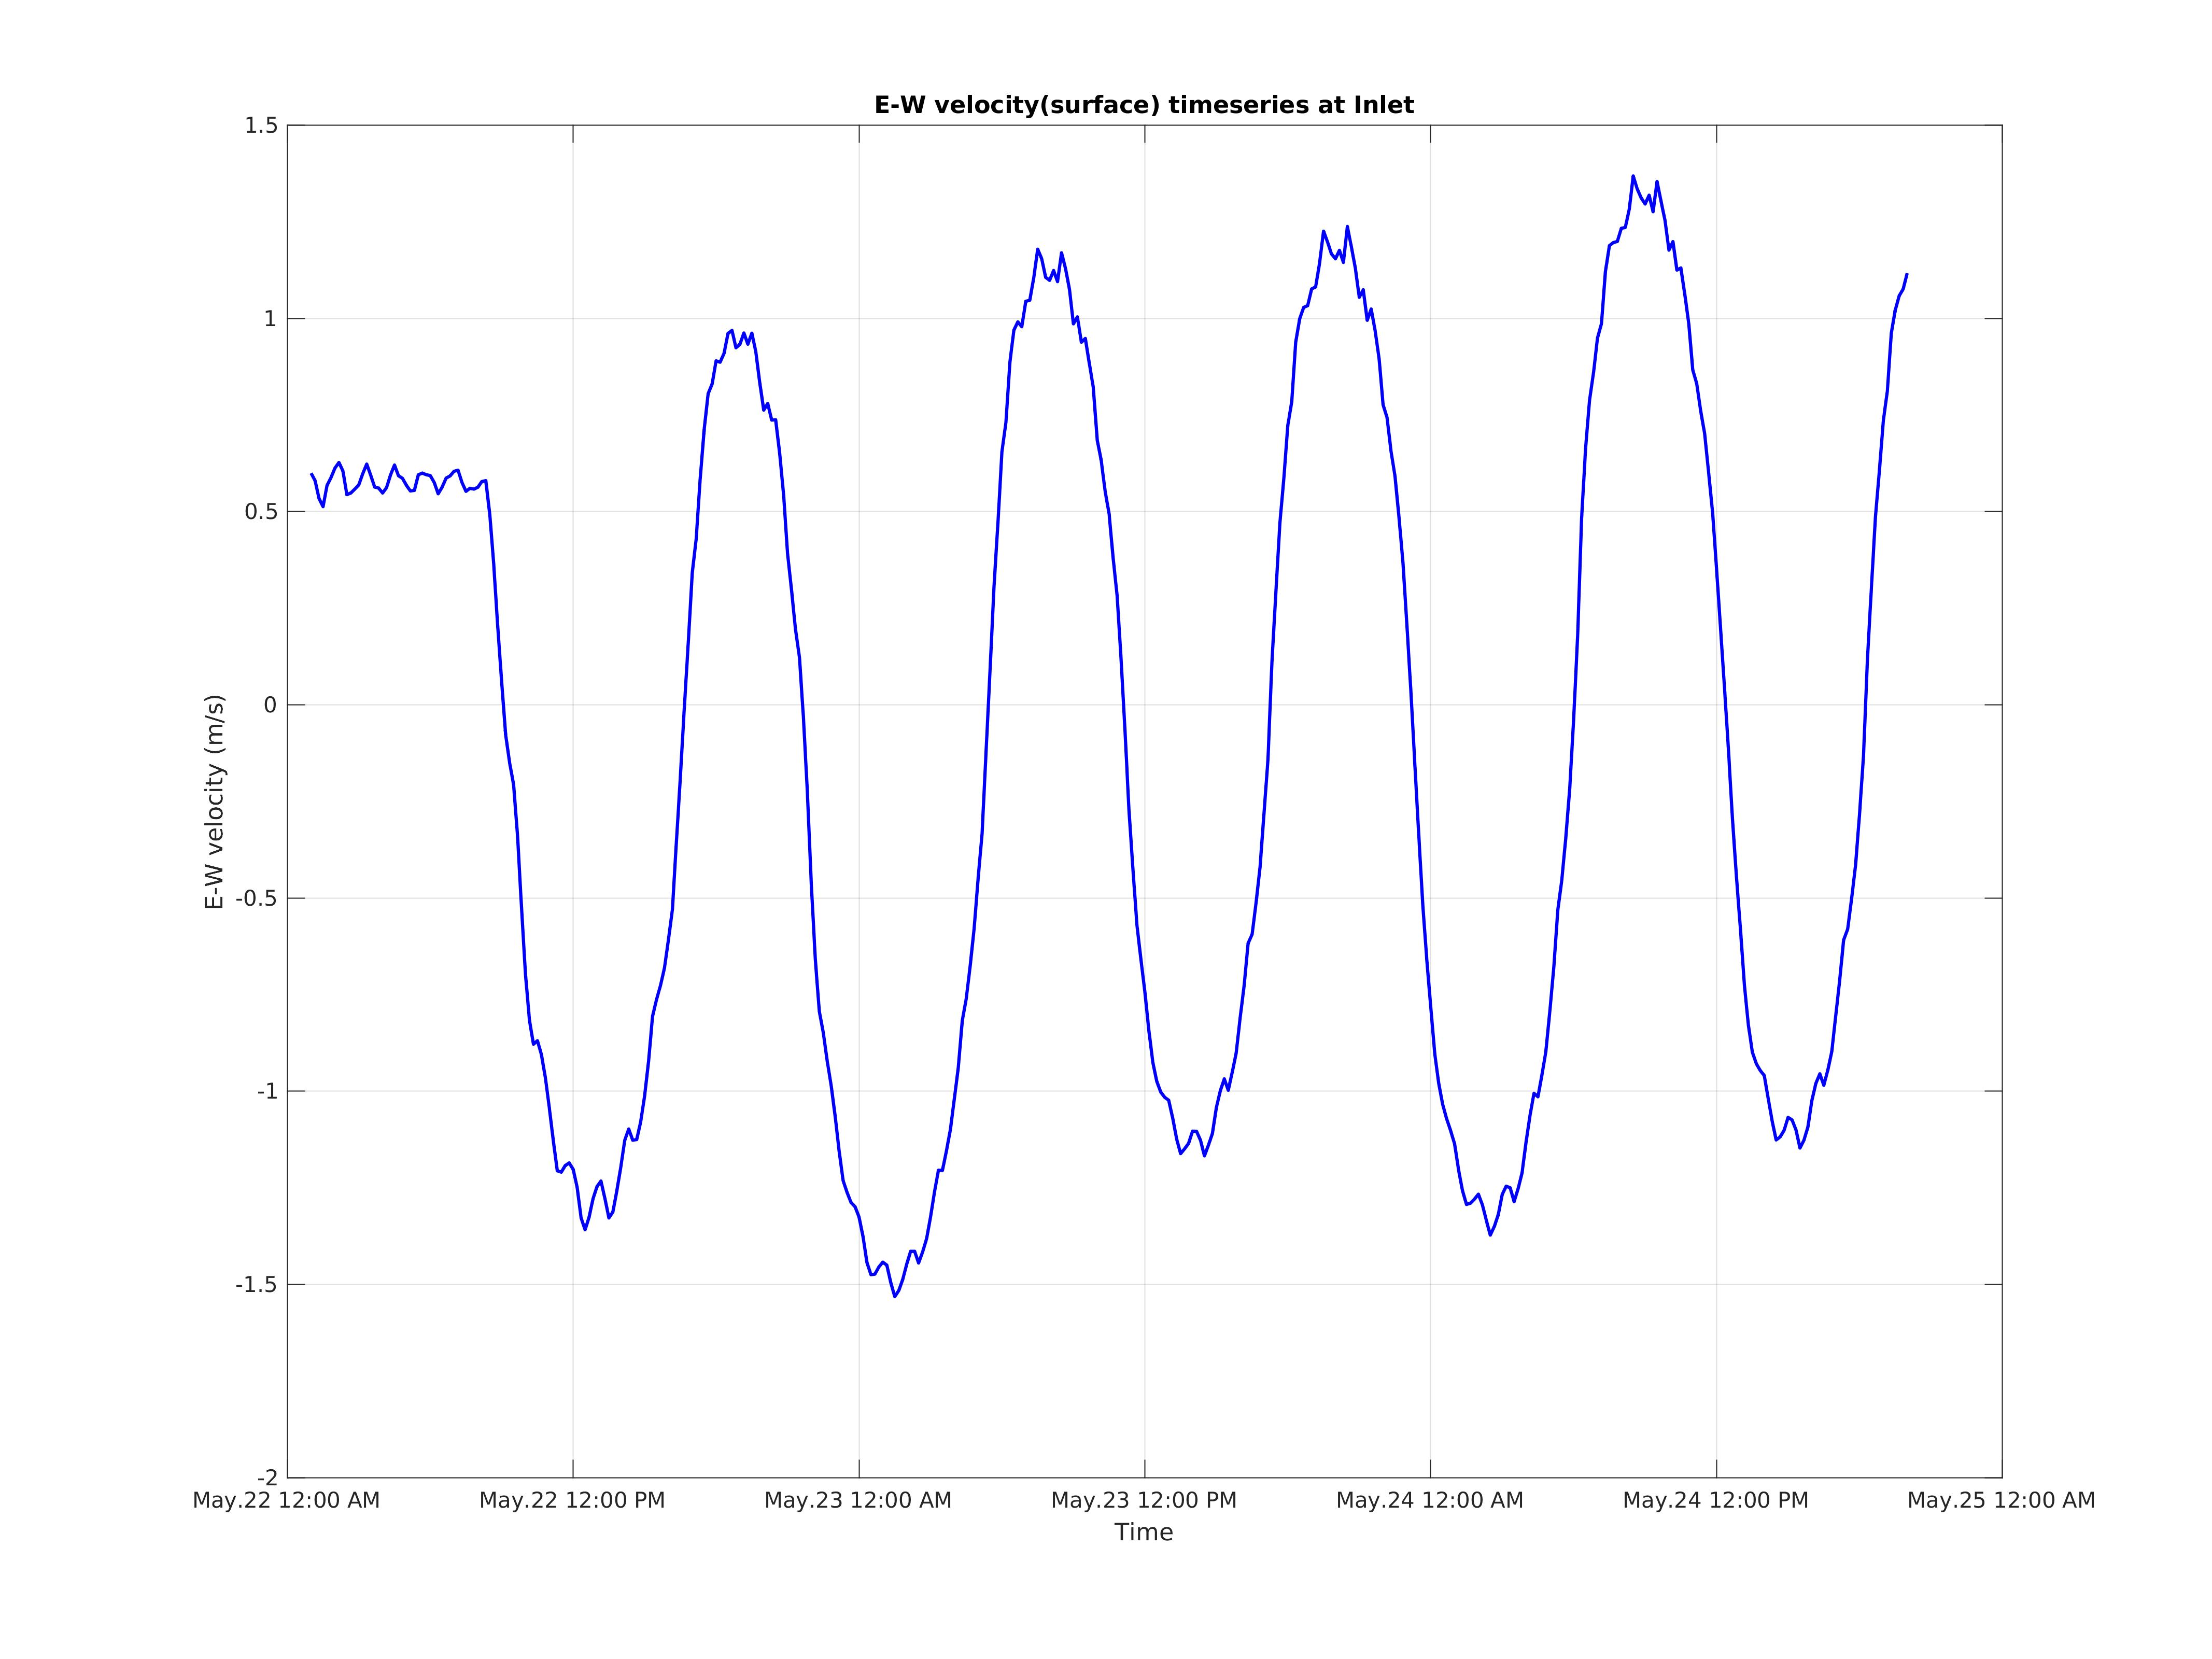 E-W velocity(surface) timeseries at Inlet
1.5
1
0.5
0
-0.5
-1
-1.5
-2
E-W velocity (m/s)
May.22 12:00 AM May.22 12:00 PM May.23 12:00 AM May.23 12:00 PM May.24 12:00 AM May.24 12:00 PM May.25 12:00 AM
Time